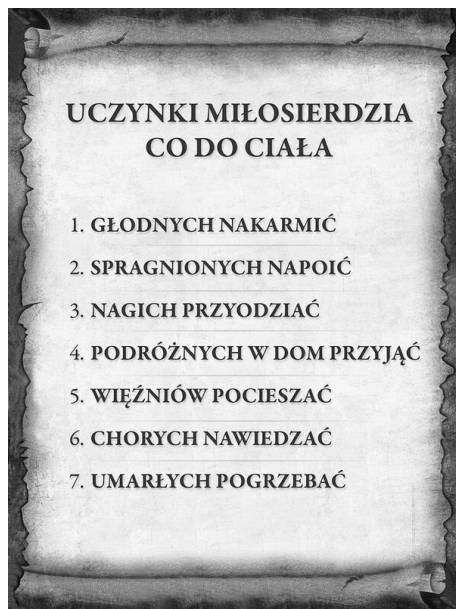 UCZYNKI MIŁOSIERDZIA
CO DO CIAŁA
1. GŁODNYCH NAKARMIĆ
2. SPRAGNIONYCH NAPOIĆ
3. NAGICH PRZYODZIAĆ
4. PODRÓŻNYCH W DOM PRZYJĄĆ
5. WIĘŹNIÓW POCIESZAĆ
6. CHORYCH NAWIEDZAĆ
7. UMARŁYCH POGRZEBAĆ